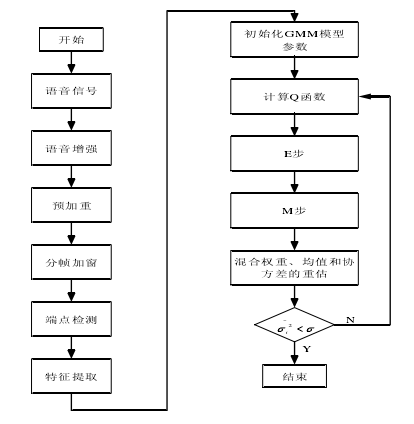 开始
语音信号
语音增强
预加重
分帧加窗
端点检测
特征提取
初始化GMM模型
参数
计算Q函数
E步
M步
混合权重、均值和协
方差的重估
N
Y
结束